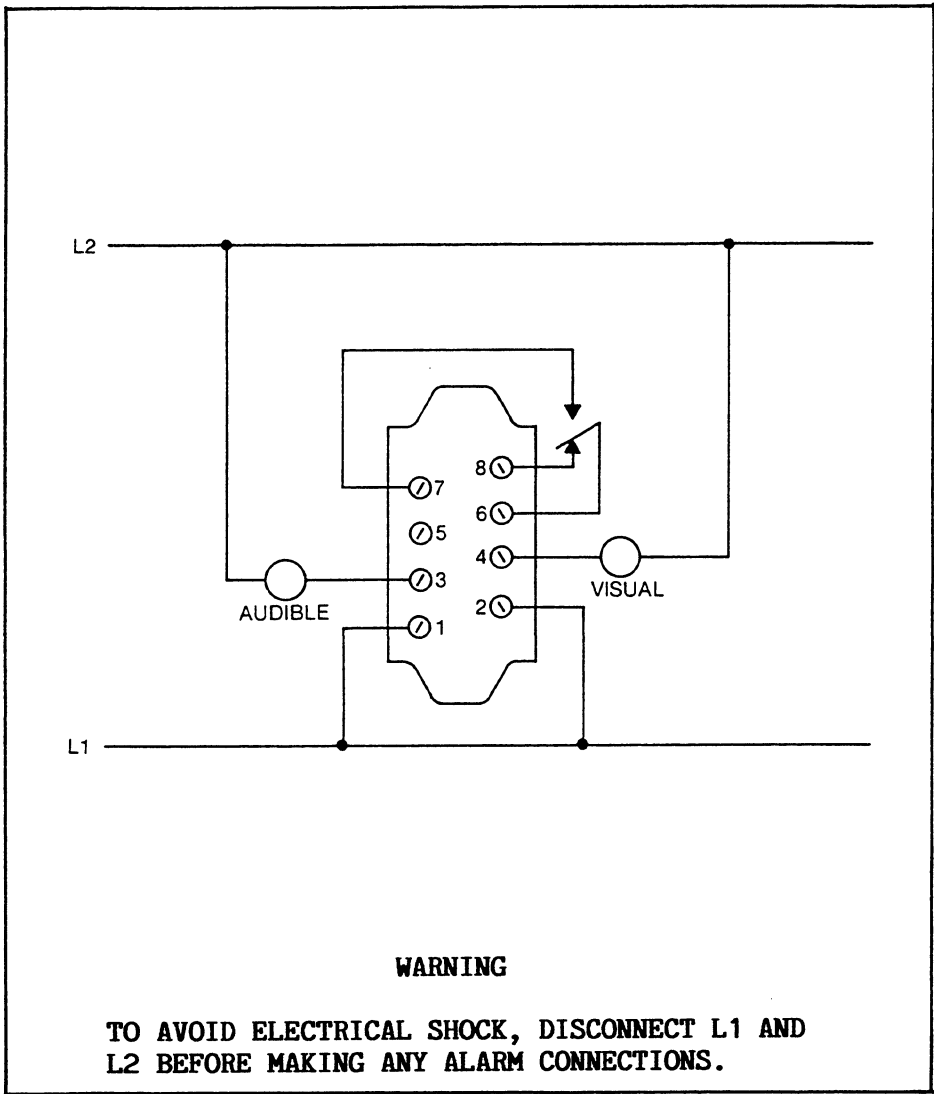 L2
8
7
6
5
4
3
VISUAL
AUDIBLE
2
1
L1
WARNING
TO AVOID ELECTRICAL SHOCK, DISCONNECT L1 AND
L2 BEFORE MAKING ANY ALARM CONNECTIONS.